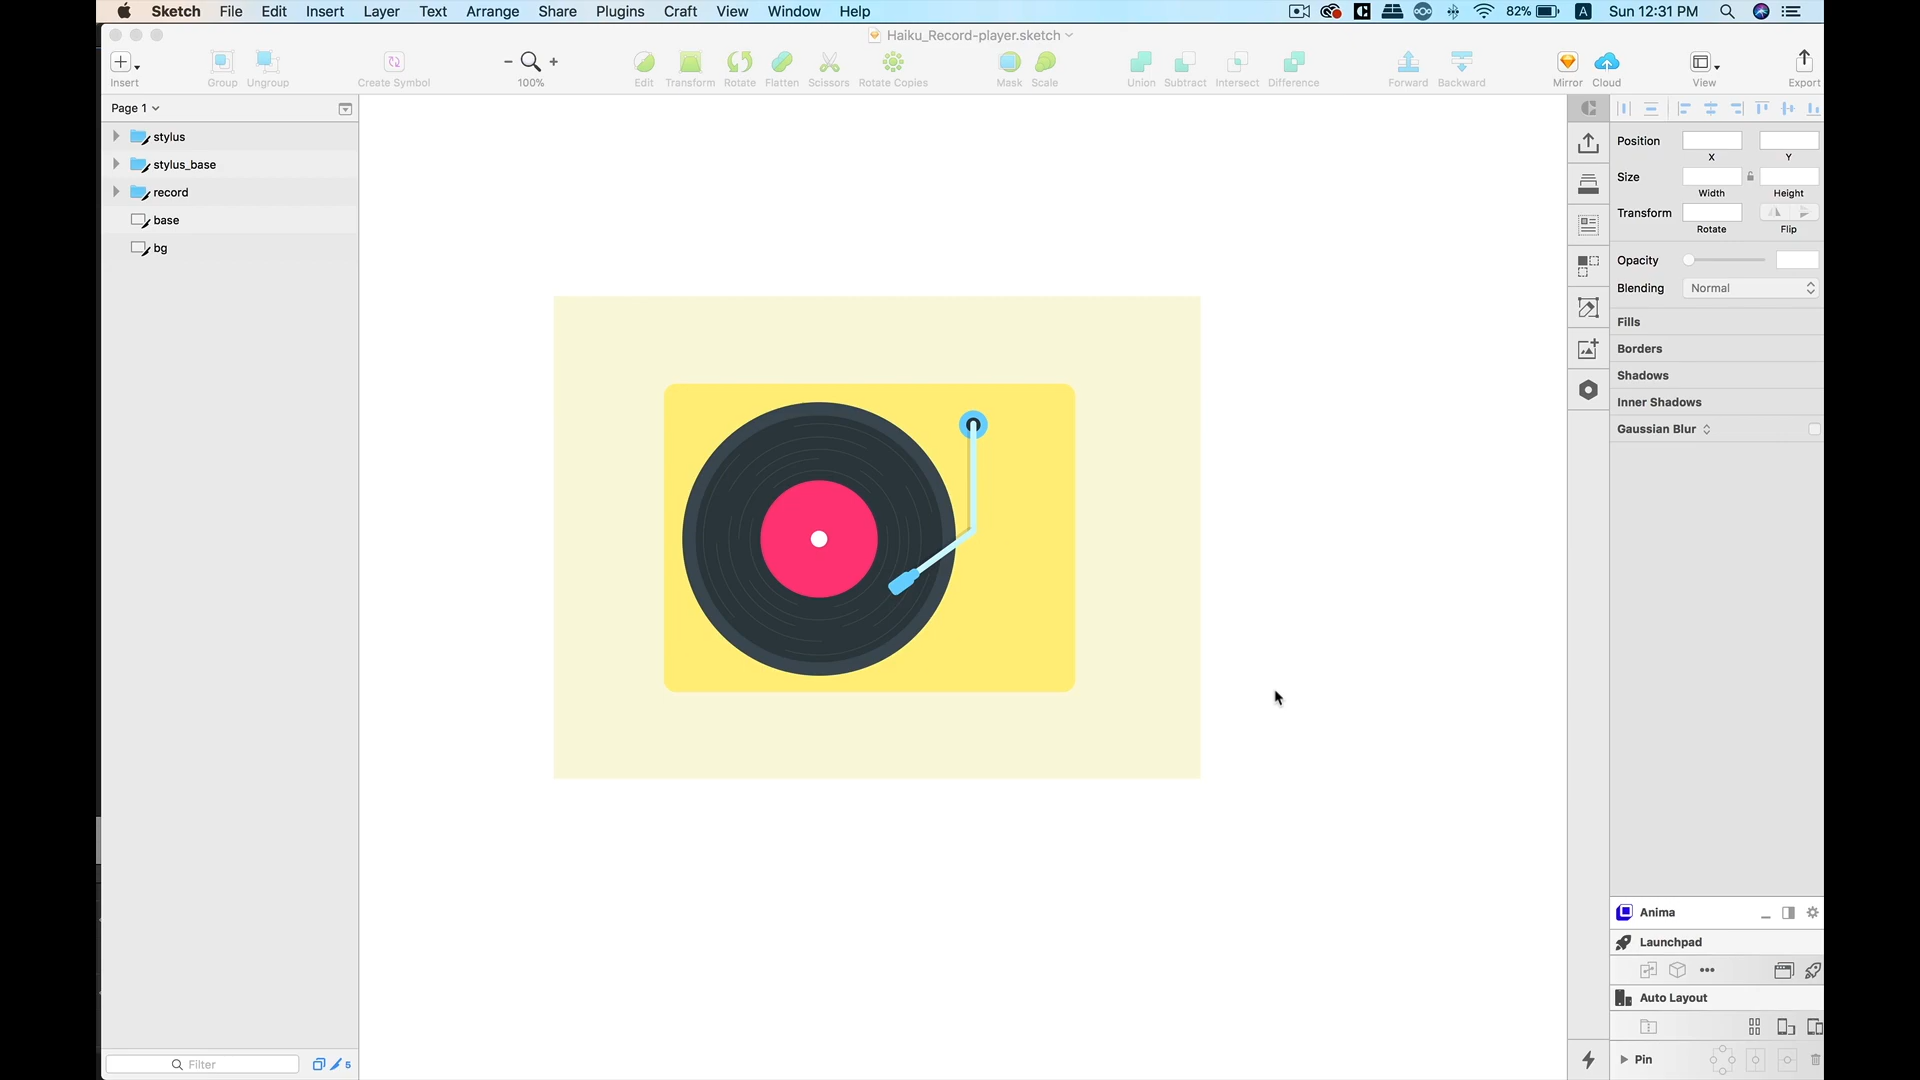 Sketch File Edit Insert Layer Text Arrange Share Plugins Craft View Window Help 82% A Sun 12:31 PM
Haiku_Record-player.sketch
Insert Group Ungroup Create Symbol 100% Edit Transform Rotate Flatten Scissors Rotate Copies Mask Scale Union Subtract Intersect Difference Forward Backward Mirror Cloud View Export
Page 1
stylus
stylus_base
record
base
bg
Position
X Y
Size
Width Height
Transform
Rotate Flip
Opacity
Blending Normal
Fills
Borders
Shadows
Inner Shadows
Gaussian Blur
Anima
Launchpad
Auto Layout
Pin
Filter 5